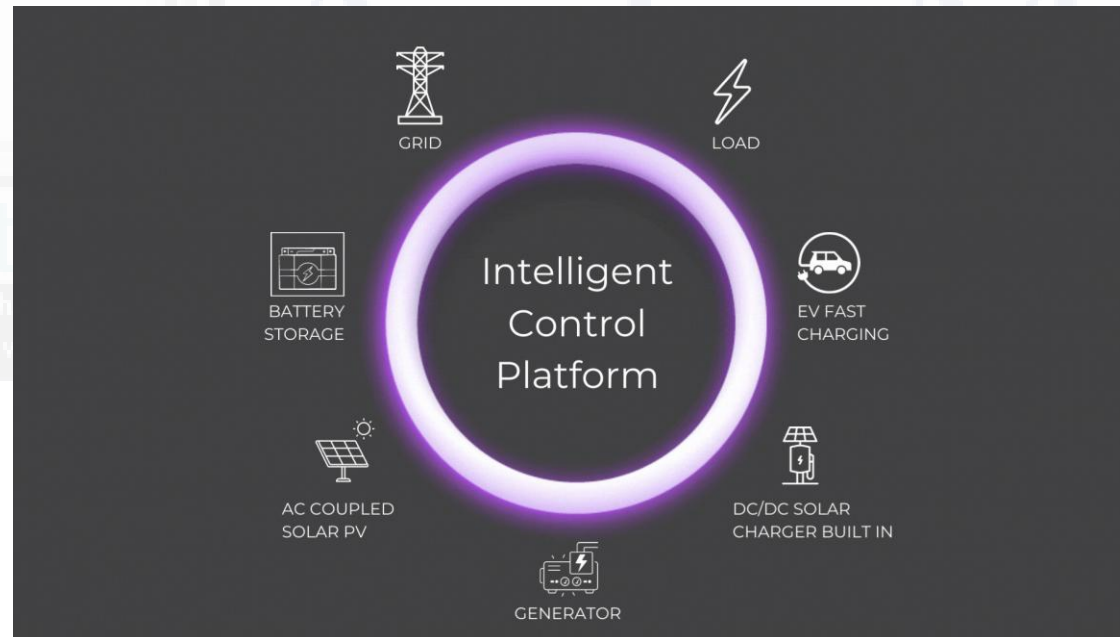 GRID
LOAD
Intelligent
Control
Platform
BATTERY
STORAGE
EV FAST
CHARGING
AC COUPLED
SOLAR PV
DC/DC SOLAR
CHARGER BUILT IN
GENERATOR